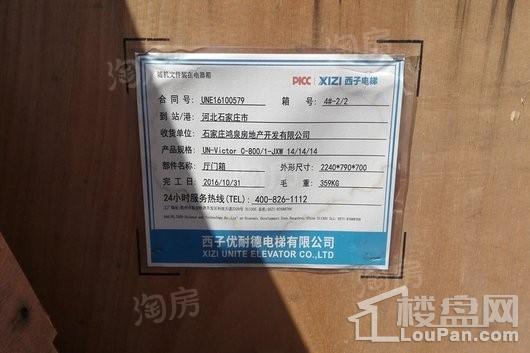 随机文件装在电器箱
PICC XIZI 西子电梯
合同号: UNE16100579 箱号: 4#-2/2
到站/港: 河北石家庄市
收货单位: 石家庄鸿泉房地产开发有限公司
产品规格: UN-Victor C-800/1-JXW 14/14/14
部件名称: 厅门箱 外形尺寸: 2240*790*700
完工日: 2016/10/31 毛重: 359KG
24小时服务热线(TEL): 400-826-1112
西子优耐德电梯有限公司
XIZI UNITE ELEVATOR CO.,LTD
淘房
淘房
淘房
淘房
楼盘网
LouPan.com